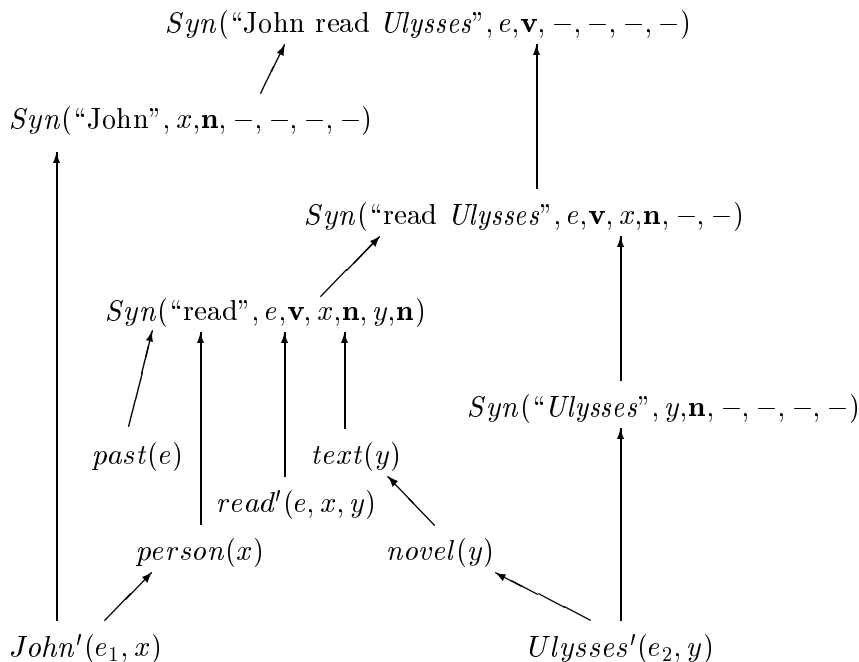 Syn(“John read Ulysses”, e,v, −, −, −, −)
Syn(“John”, x,n, −, −, −, −)
Syn(“read Ulysses”, e,v, x,n, −, −)
Syn(“read”, e,v, x,n, y,n)
Syn(“Ulysses”, y,n, −, −, −, −)
past(e) text(y)
read′(e, x, y)
person(x) novel(y)
John′(e₁, x) Ulysses′(e₂, y)